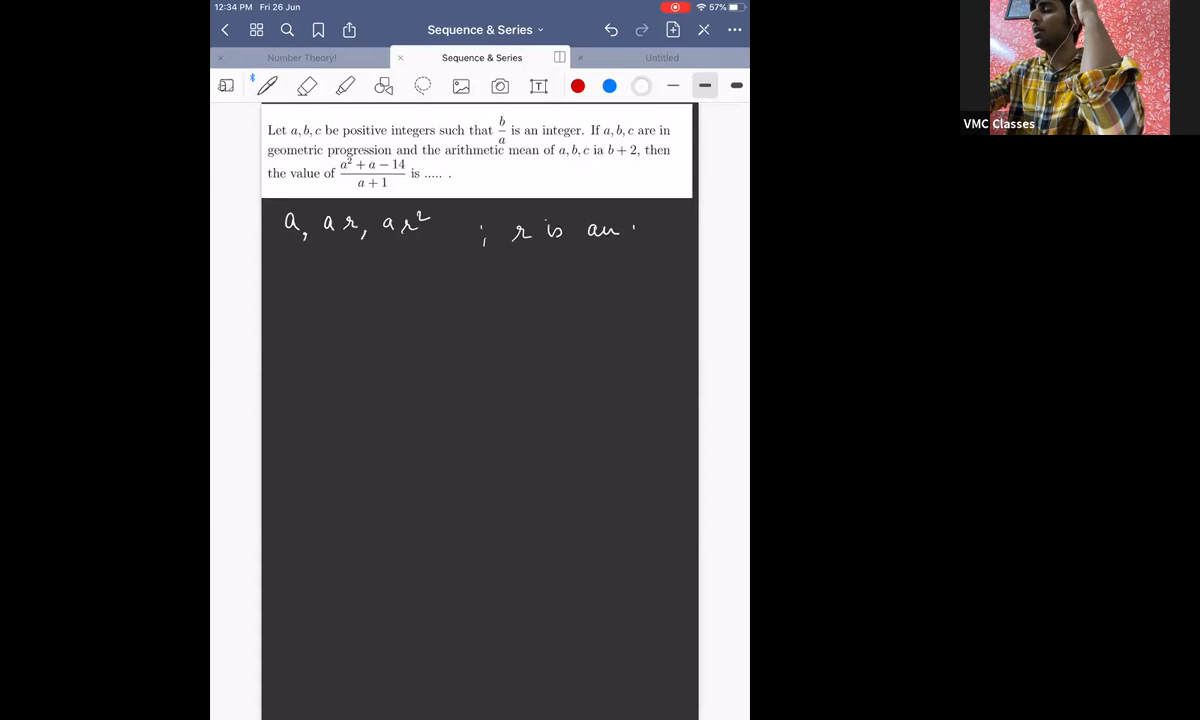 12:34 PM Fri 26 Jun
57%
Sequence & Series
Number Theory!
Sequence & Series
Untitled
T
Let a, b, c be positive integers such that b/a is an integer. If a, b, c are in
geometric progression and the arithmetic mean of a, b, c ia b + 2, then
the value of (a² + a − 14)/(a + 1) is ..... .
a, ar, ar² ; r is an
VMC Classes